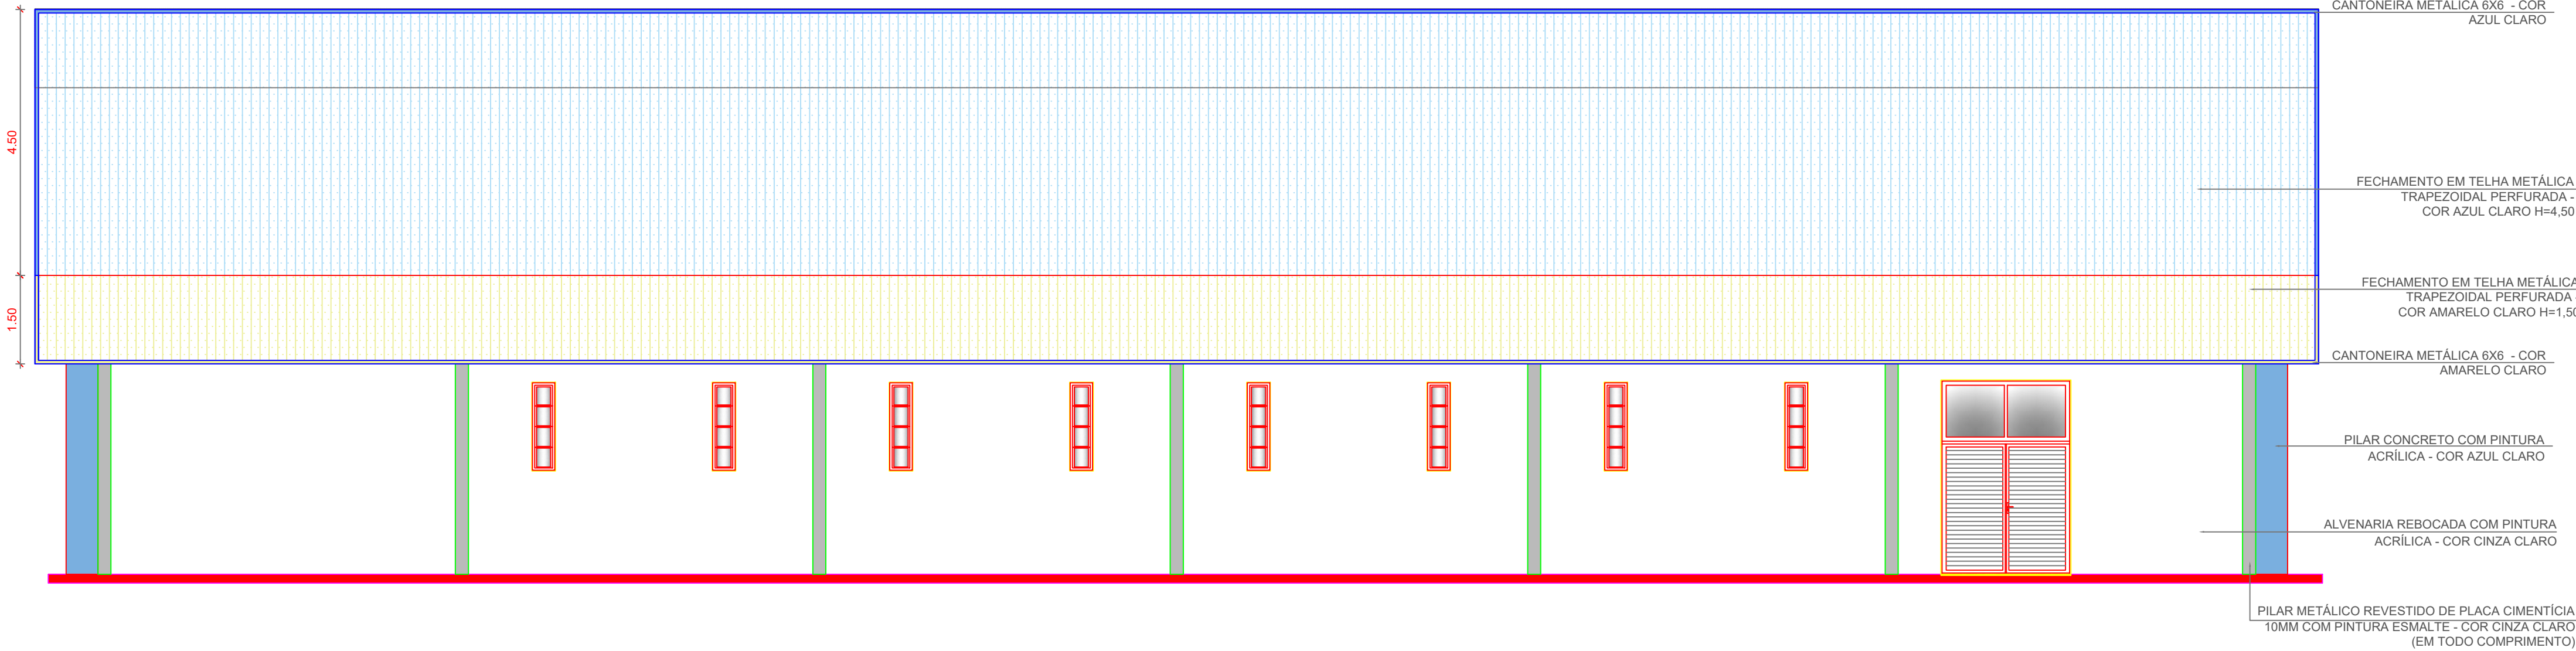 CANTONEIRA METÁLICA 6X6 - COR
AZUL CLARO
4.50
FECHAMENTO EM TELHA METÁLICA
TRAPEZOIDAL PERFURADA -
COR AZUL CLARO H=4,50
1.50
FECHAMENTO EM TELHA METÁLICA
TRAPEZOIDAL PERFURADA -
COR AMARELO CLARO H=1,50
CANTONEIRA METÁLICA 6X6 - COR
AMARELO CLARO
PILAR CONCRETO COM PINTURA
ACRÍLICA - COR AZUL CLARO
ALVENARIA REBOCADA COM PINTURA
ACRÍLICA - COR CINZA CLARO
PILAR METÁLICO REVESTIDO DE PLACA CIMENTÍCIA
10MM COM PINTURA ESMALTE - COR CINZA CLARO
(EM TODO COMPRIMENTO)